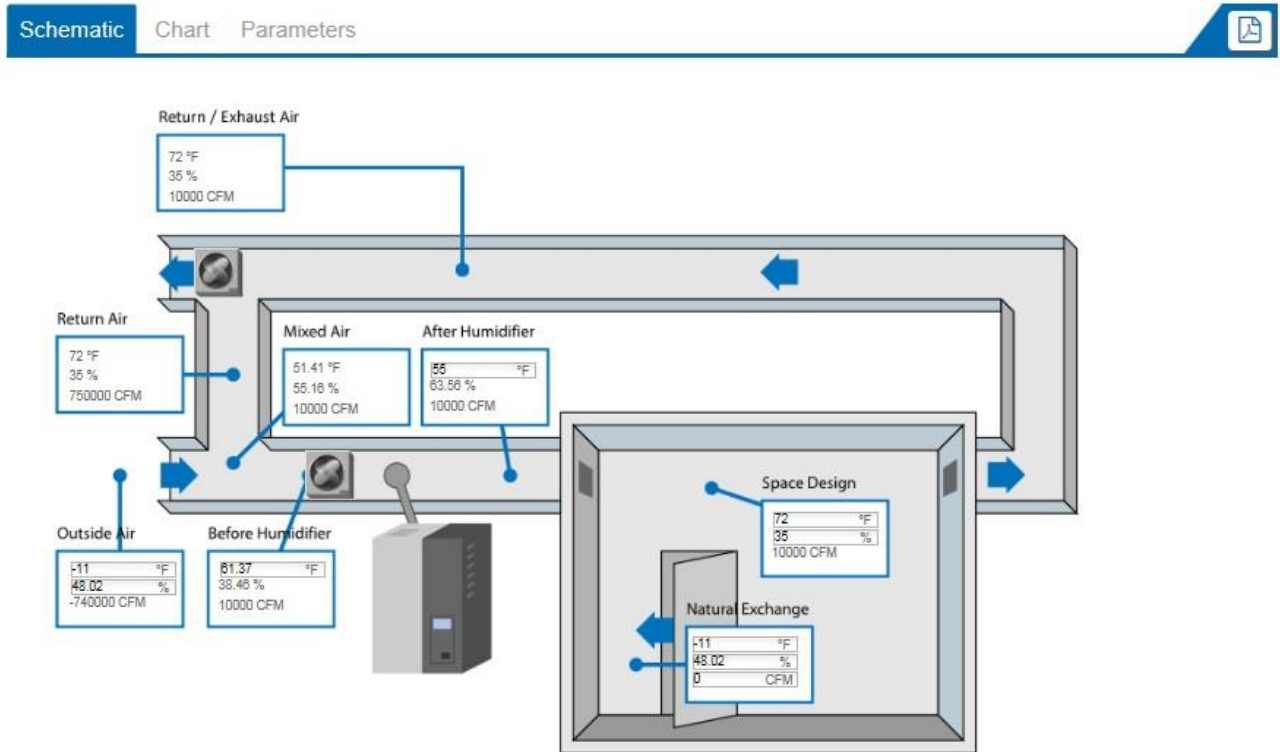 Schematic Chart Parameters
Return / Exhaust Air
72 °F
35 %
10000 CFM
Return Air
72 °F
35 %
750000 CFM
Mixed Air
51.41 °F
55.16 %
10000 CFM
After Humidifier
55 °F
63.56 %
10000 CFM
Outside Air
-11 °F
48.02 %
-740000 CFM
Before Humidifier
61.37 °F
38.46 %
10000 CFM
Space Design
72 °F
35 %
10000 CFM
Natural Exchange
-11 °F
48.02 %
0 CFM